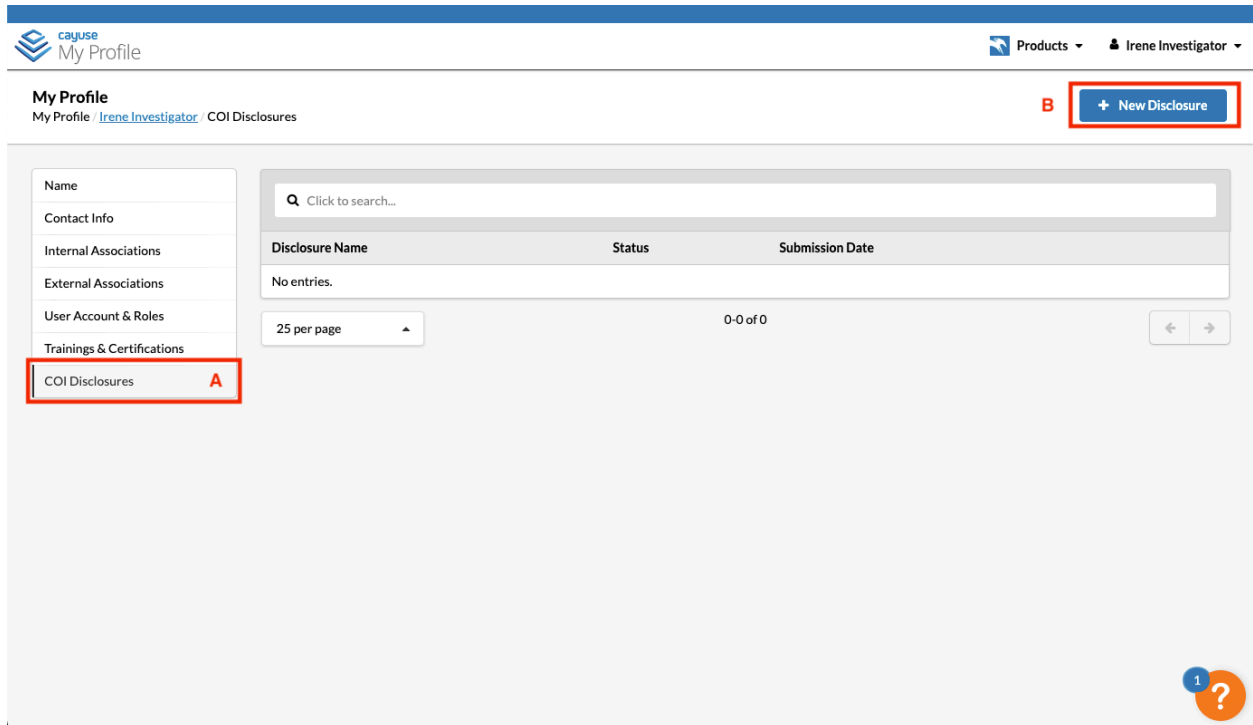 cayuse
My Profile
Products
Irene Investigator
My Profile
My Profile / Irene Investigator / COI Disclosures
B
+ New Disclosure
Name
Contact Info
Internal Associations
External Associations
User Account & Roles
Trainings & Certifications
COI Disclosures A
Click to search...
Disclosure Name Status Submission Date
No entries.
25 per page
0-0 of 0
1
?